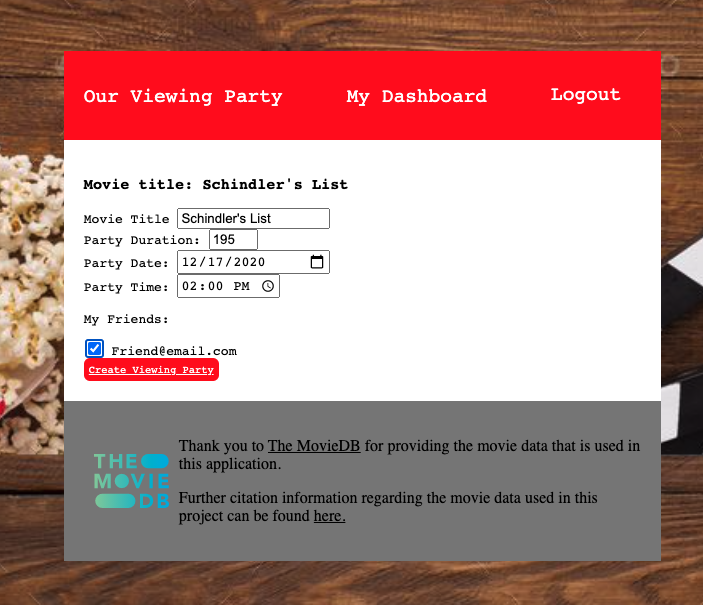 Our Viewing Party My Dashboard Logout
Movie title: Schindler's List
Movie Title Schindler's List
Party Duration: 195
Party Date: 12/17/2020
Party Time: 02:00 PM
My Friends:
Friend@email.com
Create Viewing Party
THE
MOVIE
DB
Thank you to The MovieDB for providing the movie data that is used in
this application.
Further citation information regarding the movie data used in this
project can be found here.